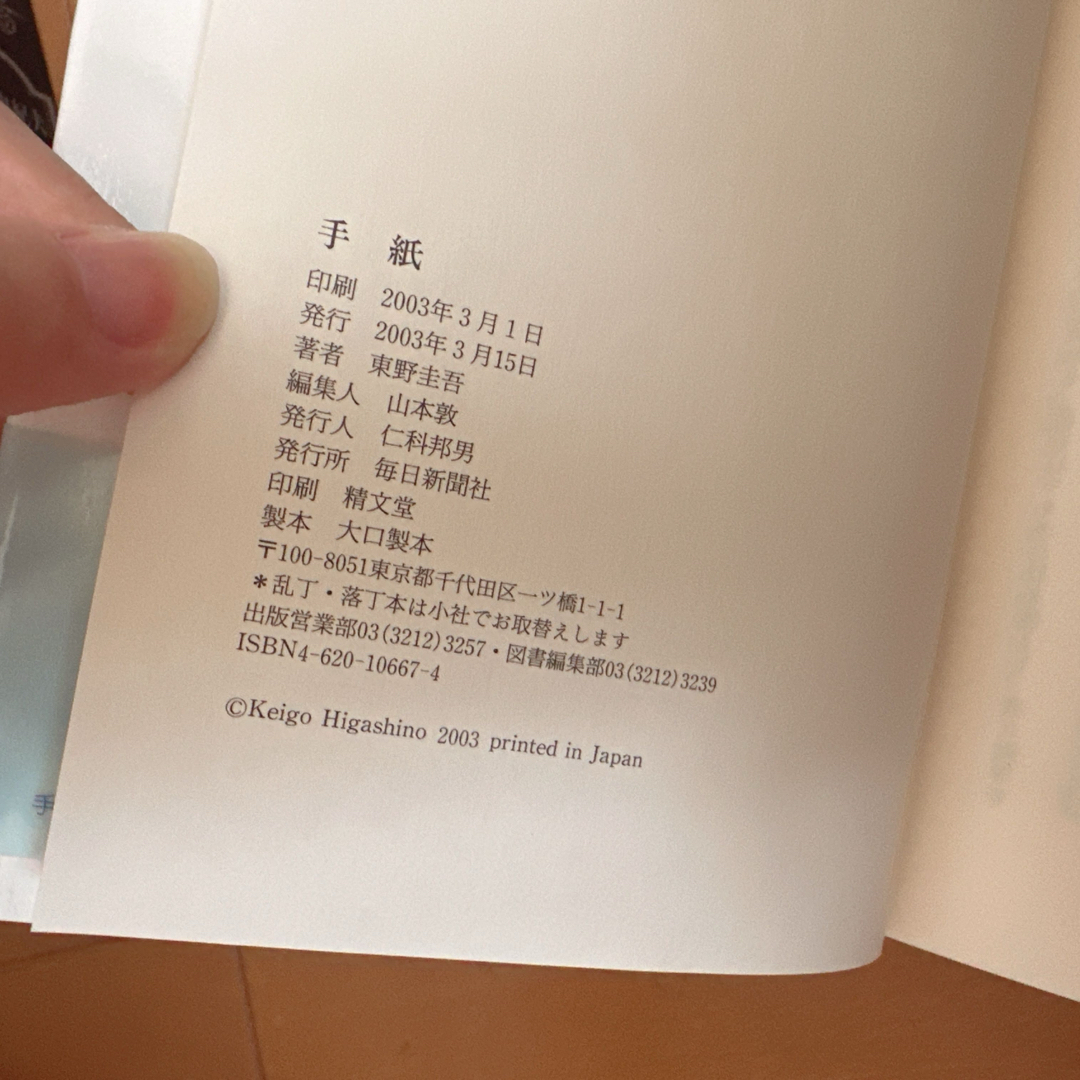 手 紙
印刷 2003年3月1日
発行 2003年3月15日
著者 東野圭吾
編集人 山本敦
発行人 仁科邦男
発行所 毎日新聞社
印刷 精文堂
製本 大口製本
〒100-8051東京都千代田区一ツ橋1-1-1
＊乱丁・落丁本は小社でお取替えします
出版営業部03(3212)3257・図書編集部03(3212)3239
ISBN4-620-10667-4
©Keigo Higashino 2003 printed in Japan
手